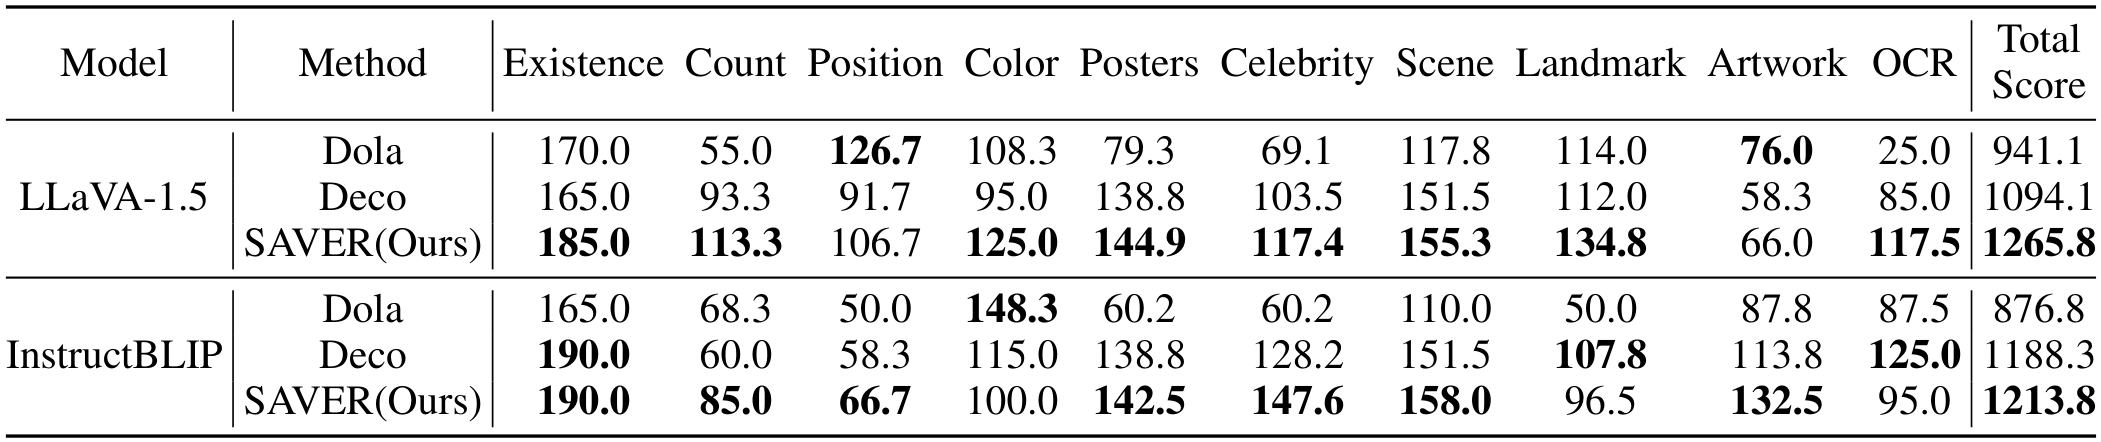 Model Method Existence Count Position Color Posters Celebrity Scene Landmark Artwork OCR Total Score
LLaVA-1.5
Dola 170.0 55.0 126.7 108.3 79.3 69.1 117.8 114.0 76.0 25.0 941.1
Deco 165.0 93.3 91.7 95.0 138.8 103.5 151.5 112.0 58.3 85.0 1094.1
SAVER(Ours) 185.0 113.3 106.7 125.0 144.9 117.4 155.3 134.8 66.0 117.5 1265.8
InstructBLIP
Dola 165.0 68.3 50.0 148.3 60.2 60.2 110.0 50.0 87.8 87.5 876.8
Deco 190.0 60.0 58.3 115.0 138.8 128.2 151.5 107.8 113.8 125.0 1188.3
SAVER(Ours) 190.0 85.0 66.7 100.0 142.5 147.6 158.0 96.5 132.5 95.0 1213.8